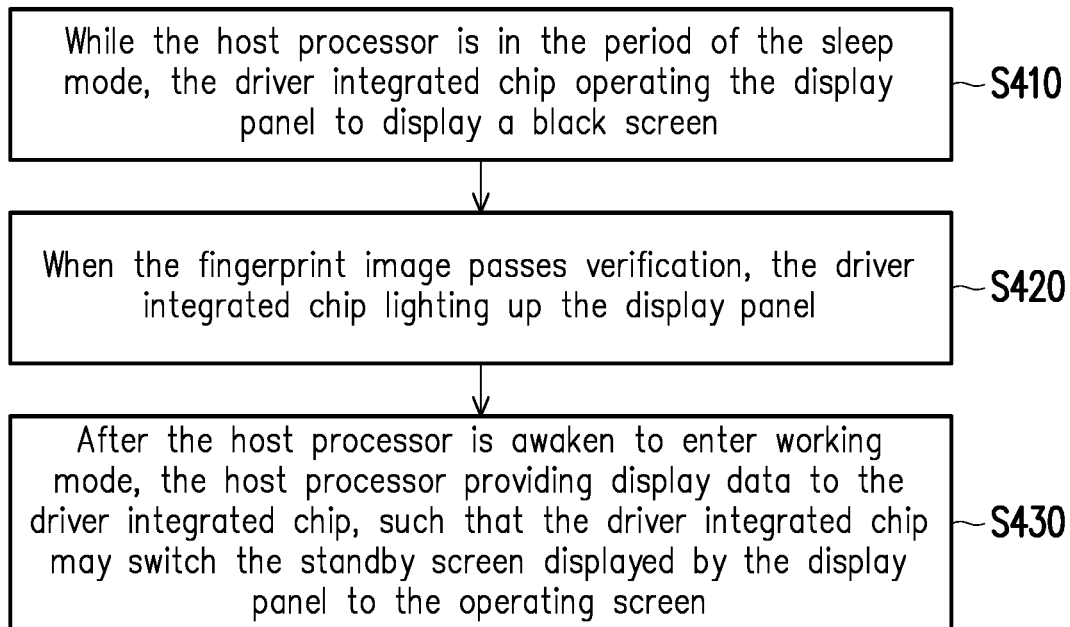 While the host processor is in the period of the sleep
mode, the driver integrated chip operating the display
panel to display a black screen
S410
When the fingerprint image passes verification, the driver
integrated chip lighting up the display panel
S420
After the host processor is awaken to enter working
mode, the host processor providing display data to the
driver integrated chip, such that the driver integrated chip
may switch the standby screen displayed by the display
panel to the operating screen
S430